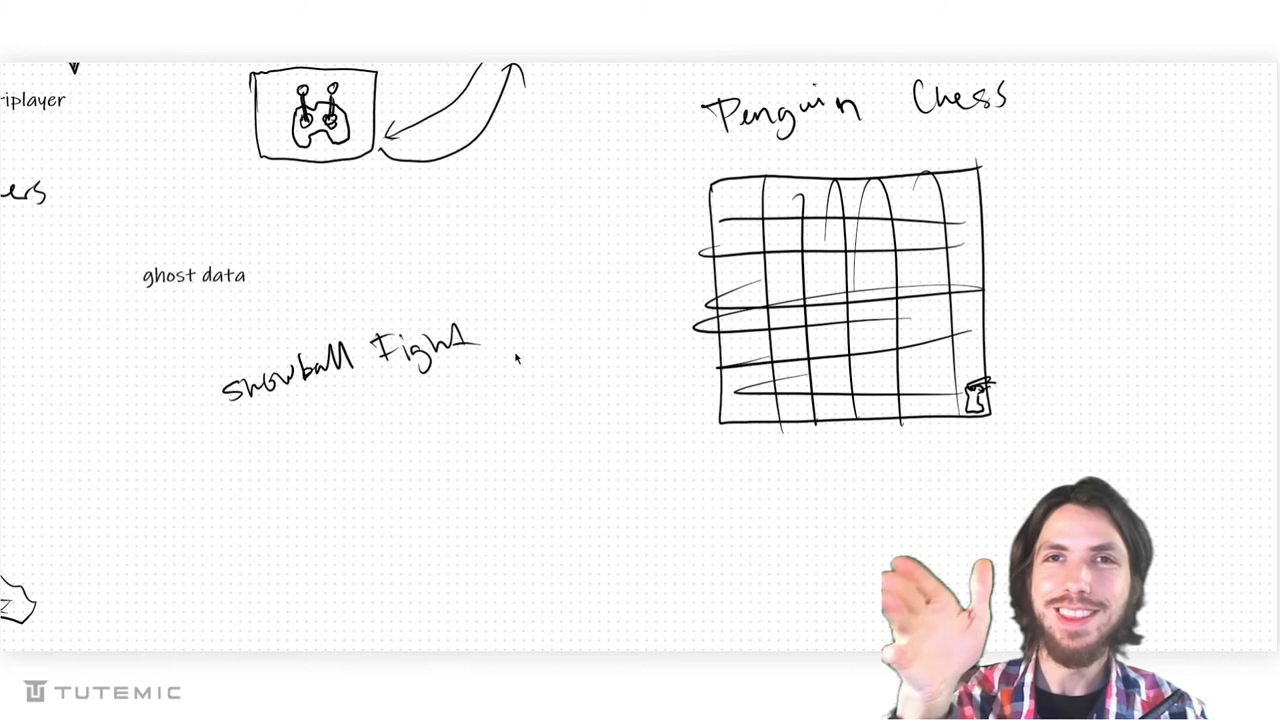 Penguin Chess
riplayer
ers
ghost data
snowball Fight
z
TUTEMIC